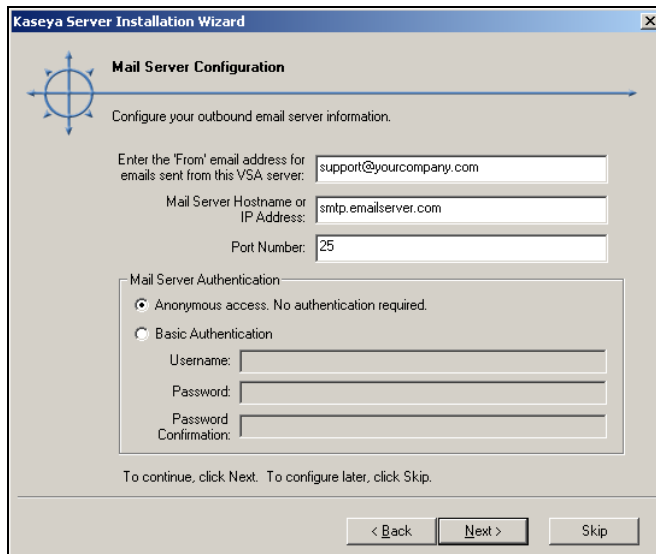 Kaseya Server Installation Wizard
Mail Server Configuration
Configure your outbound email server information.
Enter the 'From' email address for
emails sent from this VSA server:
support@yourcompany.com
Mail Server Hostname or
IP Address:
smtp.emailserver.com
Port Number:
25
Mail Server Authentication
Anonymous access. No authentication required.
Basic Authentication
Username:
Password:
Password
Confirmation:
To continue, click Next. To configure later, click Skip.
< Back
Next >
Skip